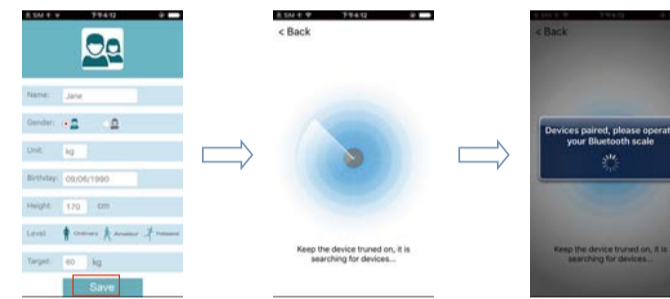 Name: Jane
Gender:
Unit: kg
Birthday: 09/06/1990
Height: 170 cm
Level: Ordinary Amateur
Target: 60 kg
Save
< Back
Keep the device truned on, it is
searching for devices...
< Back
Devices paired, please operat
your Bluetooth scale
Keep the device truned on, it is
searching for devices...